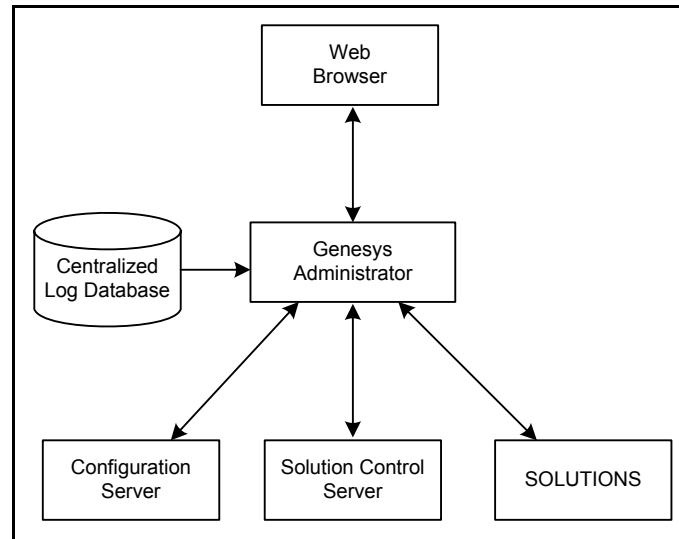 Web
Browser
Genesys
Administrator
Centralized
Log Database
Configuration
Server
Solution Control
Server
SOLUTIONS